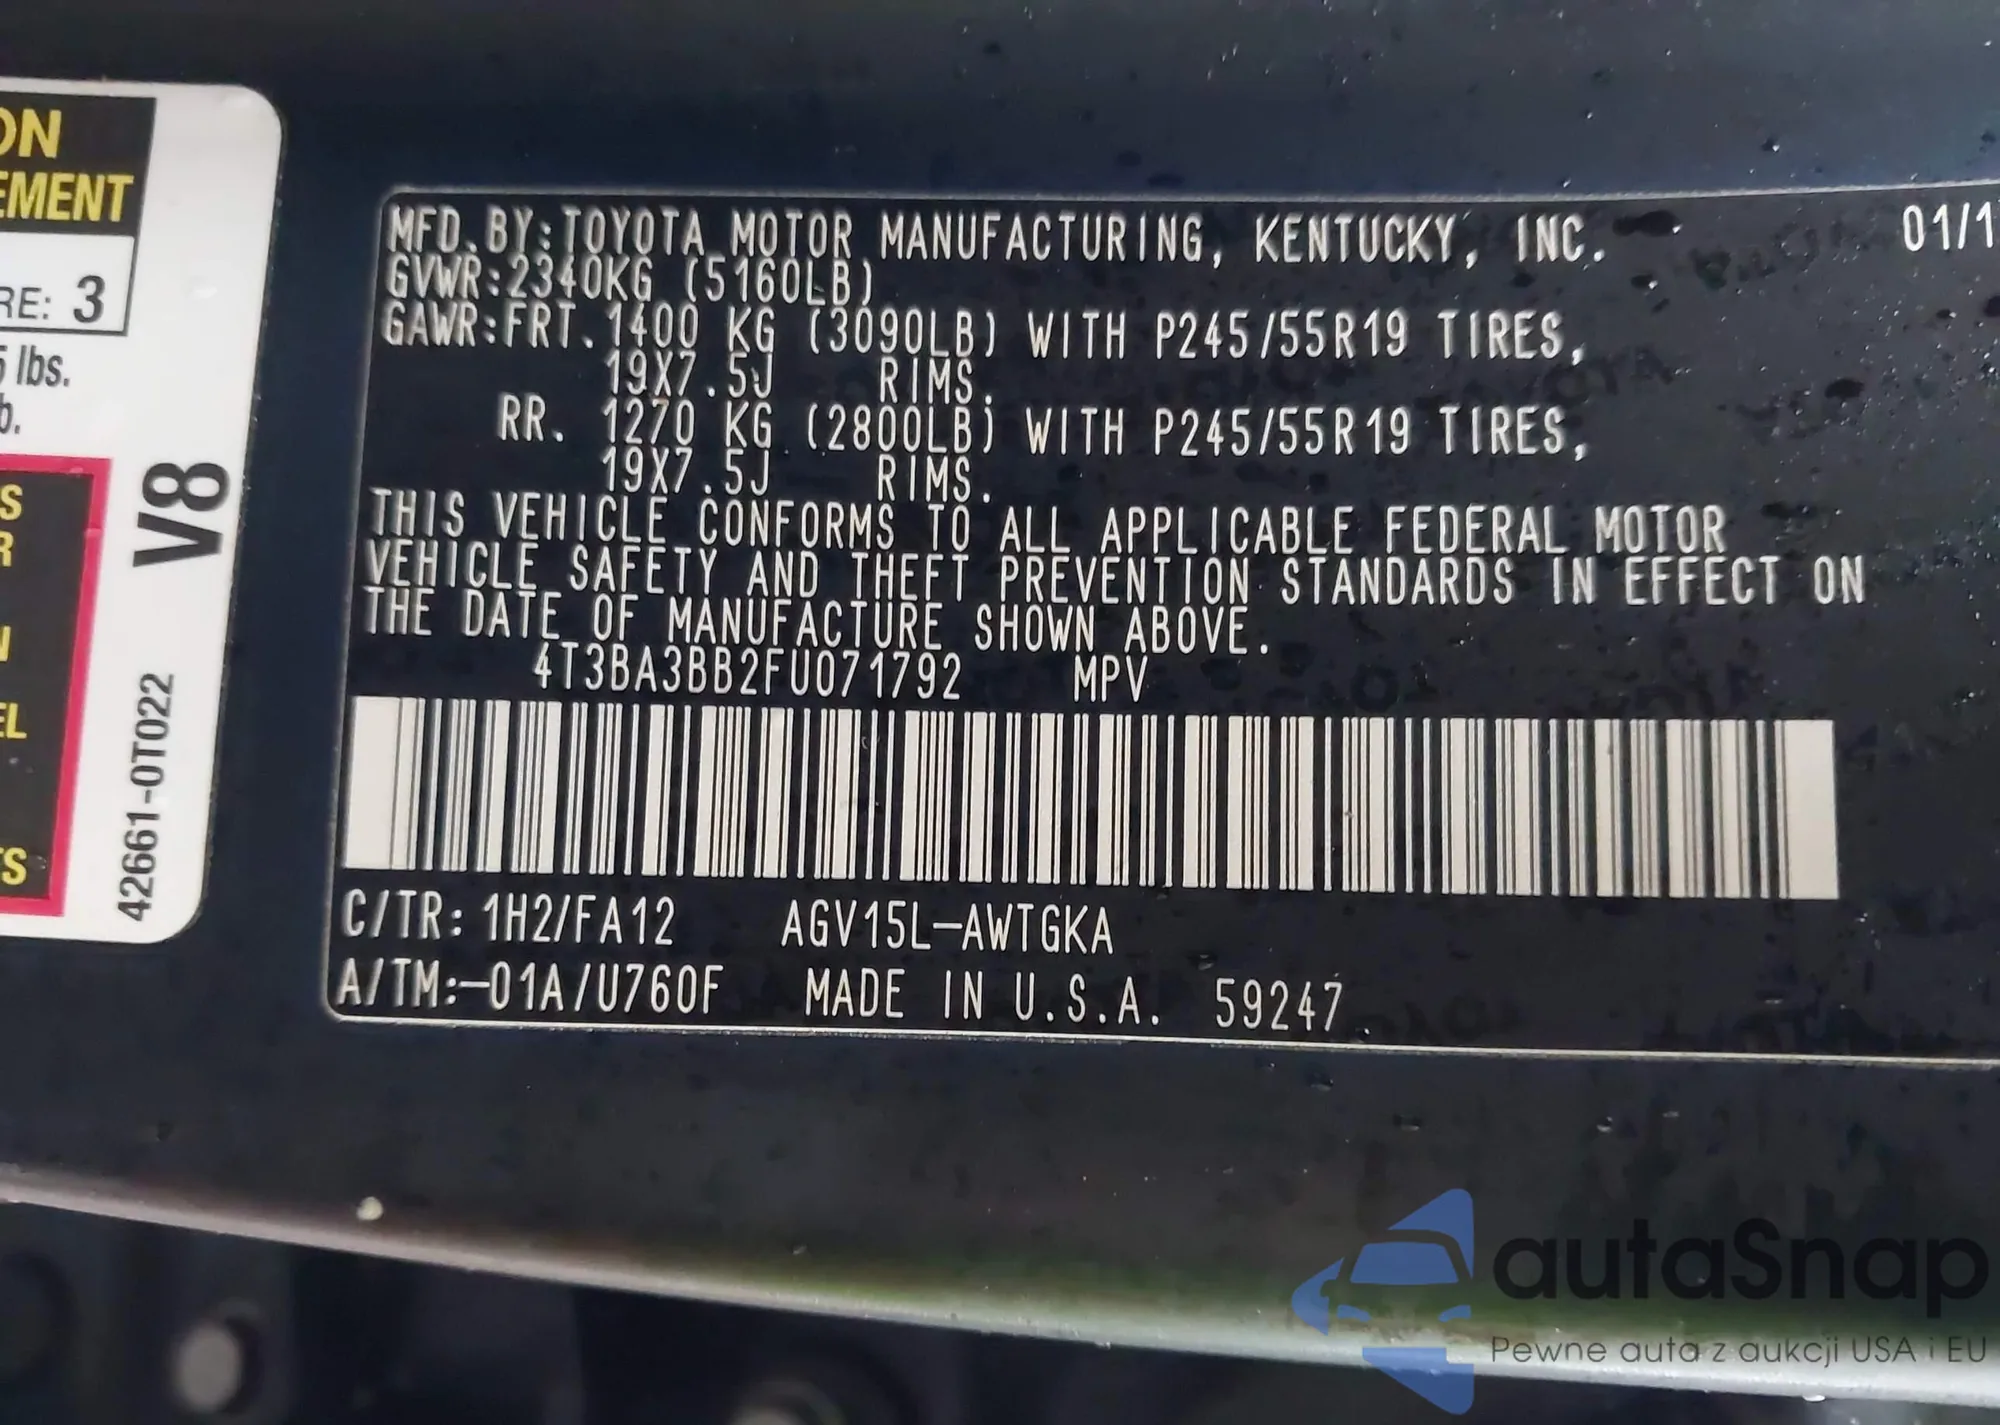 ON
EMENT
RE: 3
5 lbs.
b.
S
R
N
EL
TS
V8
42661-0T022
MFD. BY: TOYOTA MOTOR MANUFACTURING, KENTUCKY, INC. 01/1
GVWR: 2340KG (5160LB)
GAWR: FRT. 1400 KG (3090LB) WITH P245/55R19 TIRES,
19X7.5J RIMS.
RR. 1270 KG (2800LB) WITH P245/55R19 TIRES,
19X7.5J RIMS.
THIS VEHICLE CONFORMS TO ALL APPLICABLE FEDERAL MOTOR
VEHICLE SAFETY AND THEFT PREVENTION STANDARDS IN EFFECT ON
THE DATE OF MANUFACTURE SHOWN ABOVE.
4T3BA3BB2FU071792 MPV
C/TR: 1H2/FA12 AGV15L-AWTGKA
A/TM:-01A/U760F MADE IN U.S.A. 59247
autaSnap
Pewne auta z aukcji USA i EU